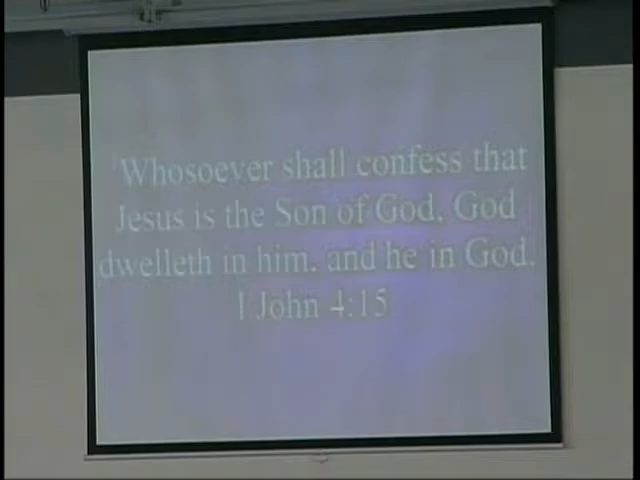 Whosoever shall confess that
Jesus is the Son of God, God
dwelleth in him, and he in God.
I John 4:15